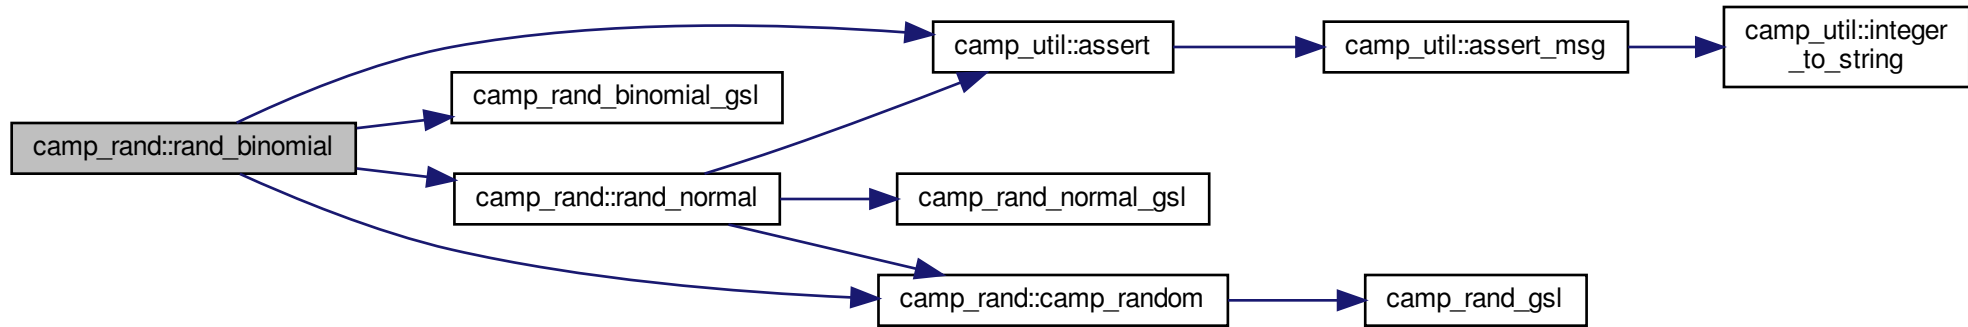 camp_rand::rand_binomial
camp_rand_binomial_gsl
camp_rand::rand_normal
camp_util::assert
camp_rand_normal_gsl
camp_rand::camp_random
camp_util::assert_msg
camp_rand_gsl
camp_util::integer
_to_string